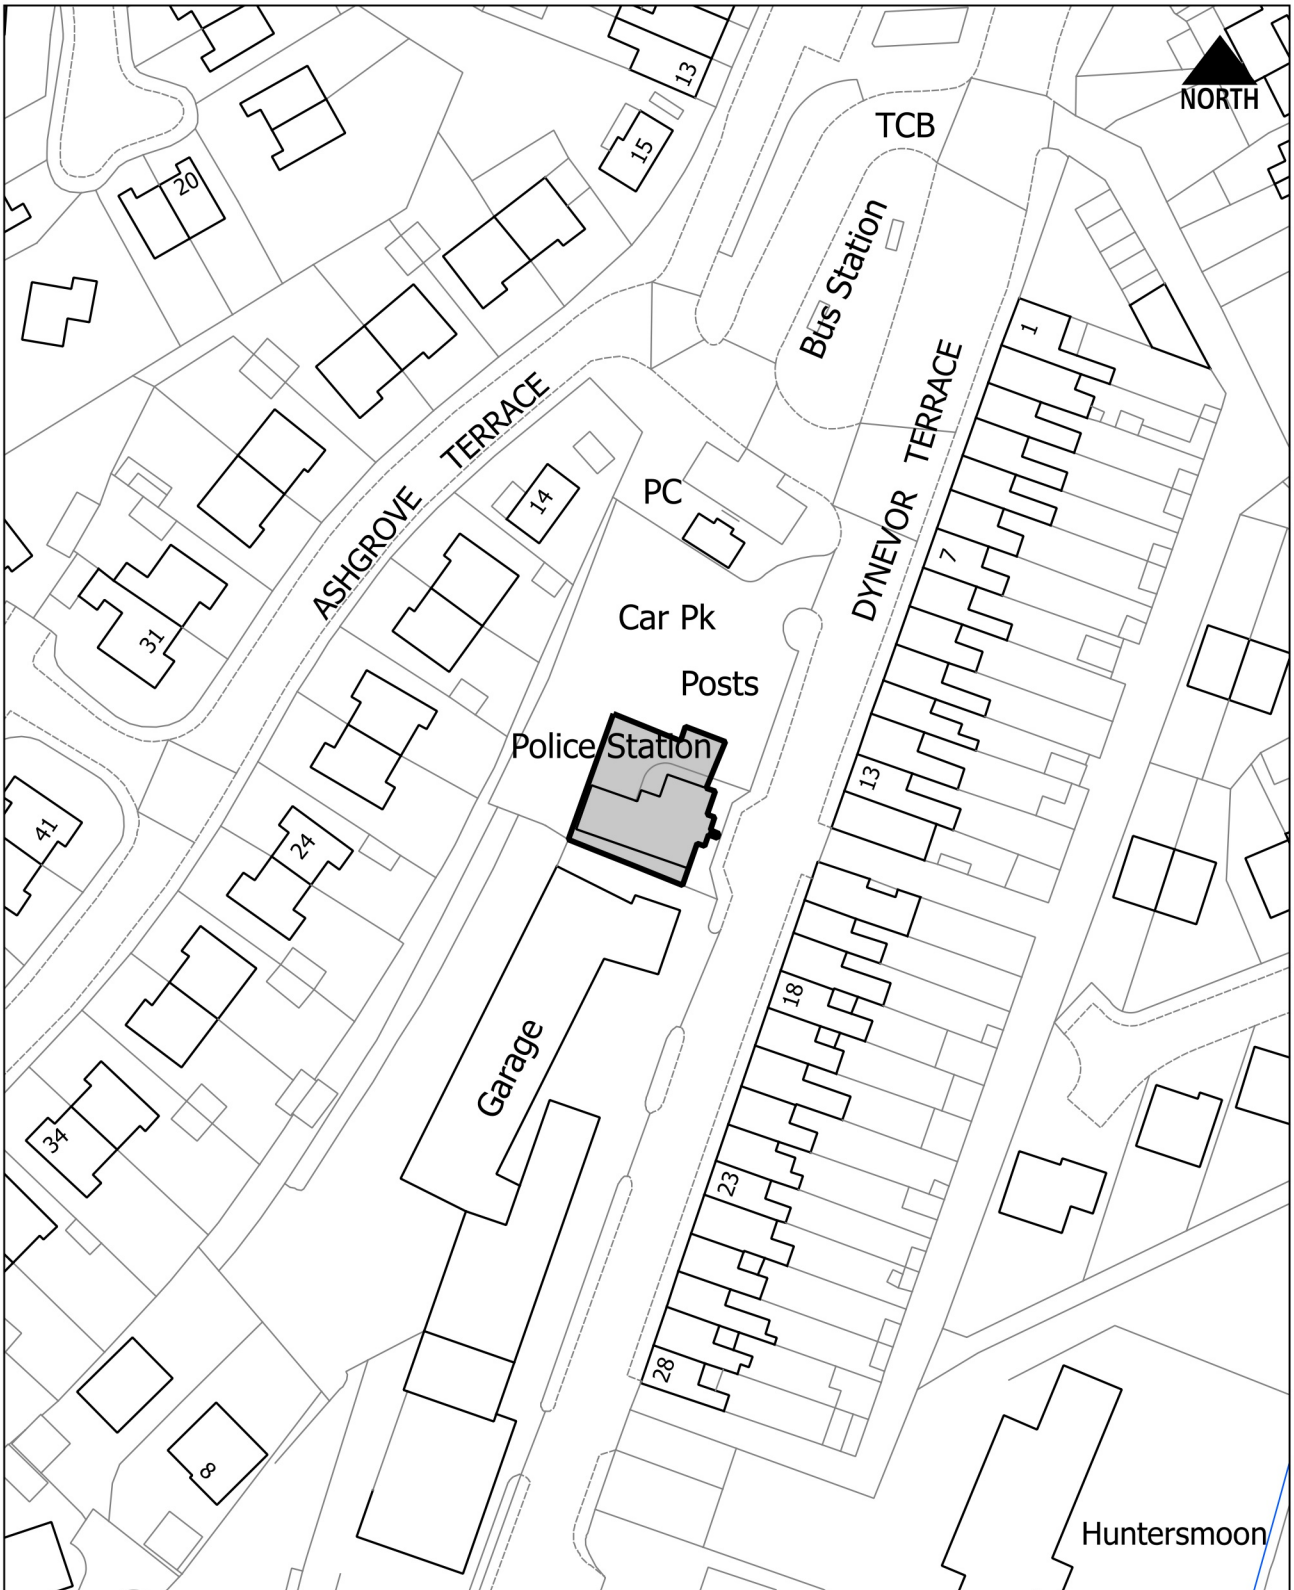 13
NORTH
TCB
15
20
Bus Station
1
ASHGROVE TERRACE
DYNEVOR TERRACE
14
PC
7
Car Pk
31
Posts
Police Station
13
41
24
18
Garage
34
23
28
8
Huntersmoon